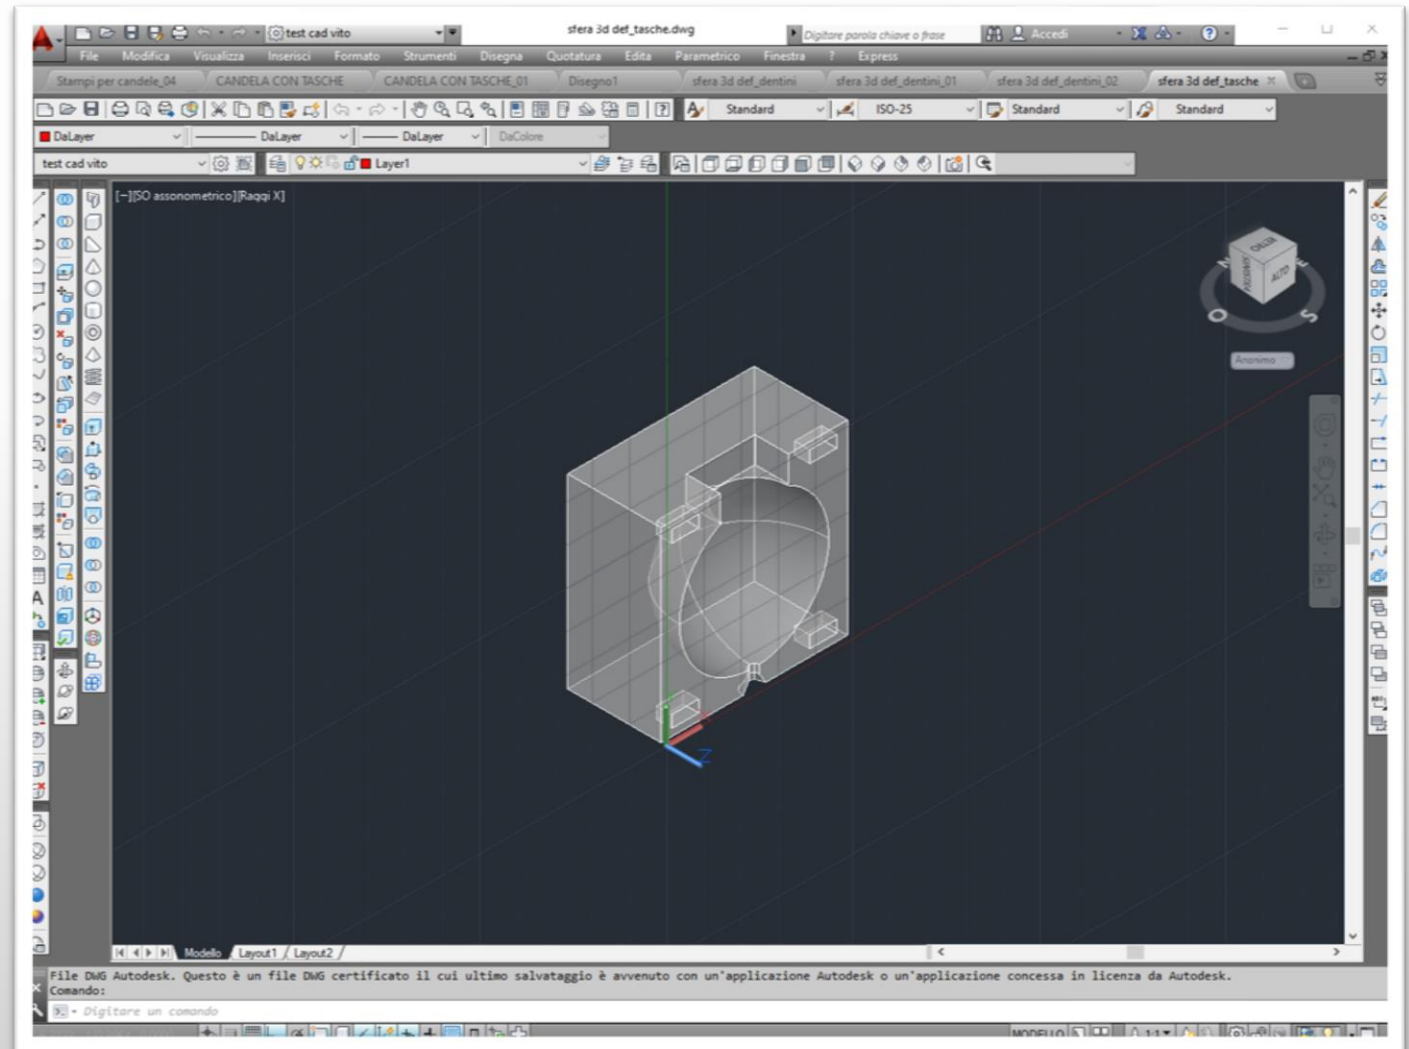 test cad vito
sfera 3d def_tasche.dwg
Digitare parola chiave o frase
Accedi
File Modifica Visualizza Inserisci Formato Strumenti Disegna Quotatura Edita Parametrico Finestra ? Express
Stampi per candele_04 CANDELA CON TASCHE CANDELA CON TASCHE_01 Disegno1 sfera 3d def_dentini sfera 3d def_dentini_01 sfera 3d def_dentini_02 sfera 3d def_tasche
Standard ISO-25 Standard Standard
DaLayer DaLayer DaLayer DaColore
test cad vito Layer1
[−][SO assonometrico][Raggi X]
RETRO
SINISTRA ALTO
N E
O S
Anonimo
X
Z
Modello Layout1 Layout2
File DWG Autodesk. Questo è un file DWG certificato il cui ultimo salvataggio è avvenuto con un'applicazione Autodesk o un'applicazione concessa in licenza da Autodesk.
Comando:
Digitare un comando
MODELLO 1:1